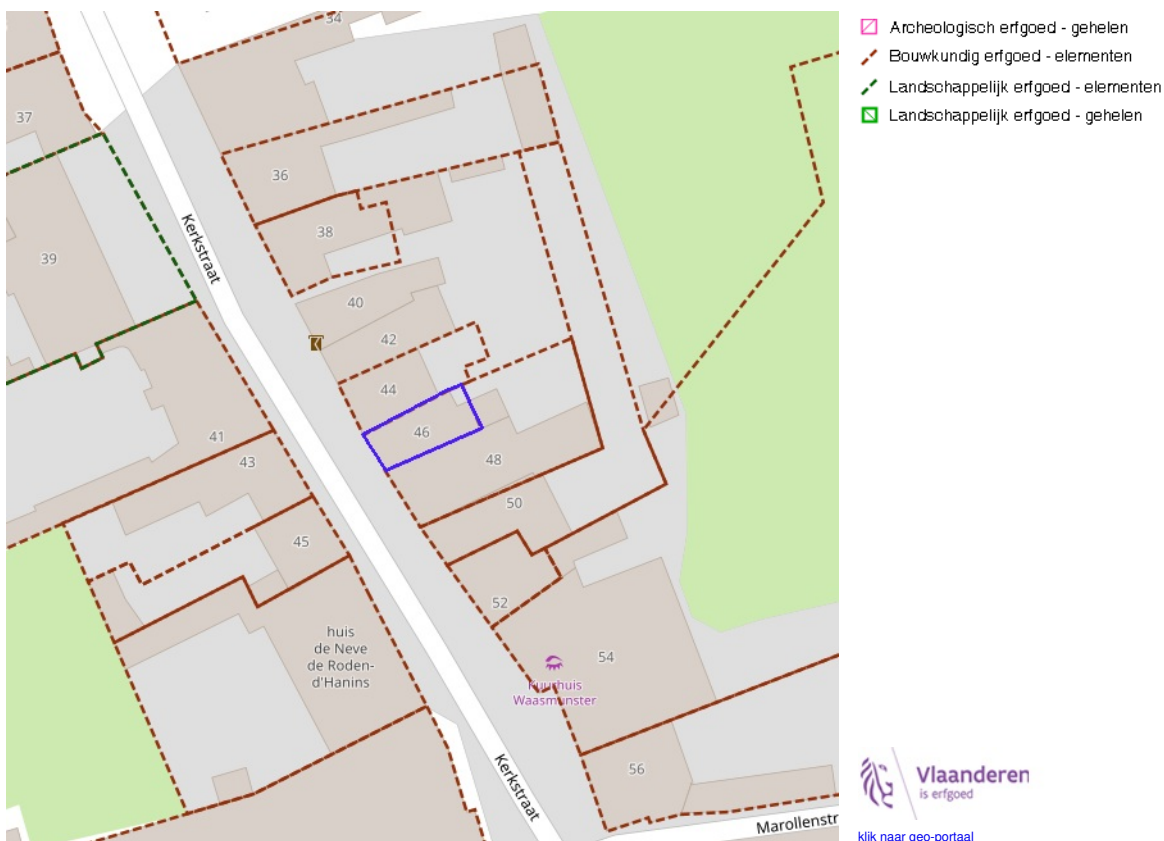 34
37
36
Kerkstraat
38
39
40
42
44
46
41
43
48
50
45
52
huis
de Neve
de Roden-
d'Hanins
54
Kuurhuis
Waasmunster
Kerkstraat
56
Marollenstr
Archeologisch erfgoed - gehelen
Bouwkundig erfgoed - elementen
Landschappelijk erfgoed - elementen
Landschappelijk erfgoed - gehelen
Vlaanderen
is erfgoed
klik naar geo-portaal